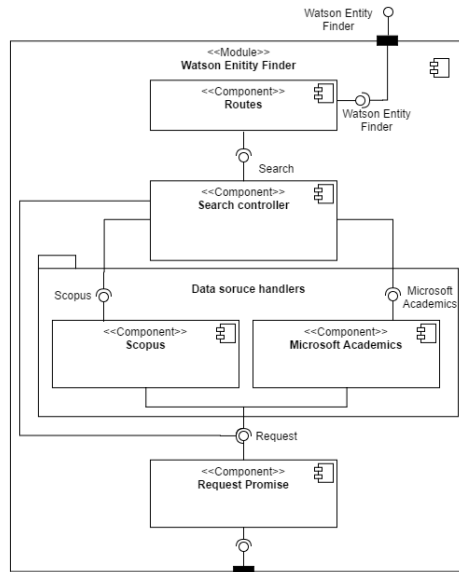 Watson Entity
Finder
<<Module>>
Watson Enitity Finder
<<Component>>
Routes
Watson Entity
Finder
Search
<<Component>>
Search controller
Data soruce handlers
Scopus
Microsoft
Academics
<<Component>>
Scopus
<<Component>>
Microsoft Academics
Request
<<Component>>
Request Promise